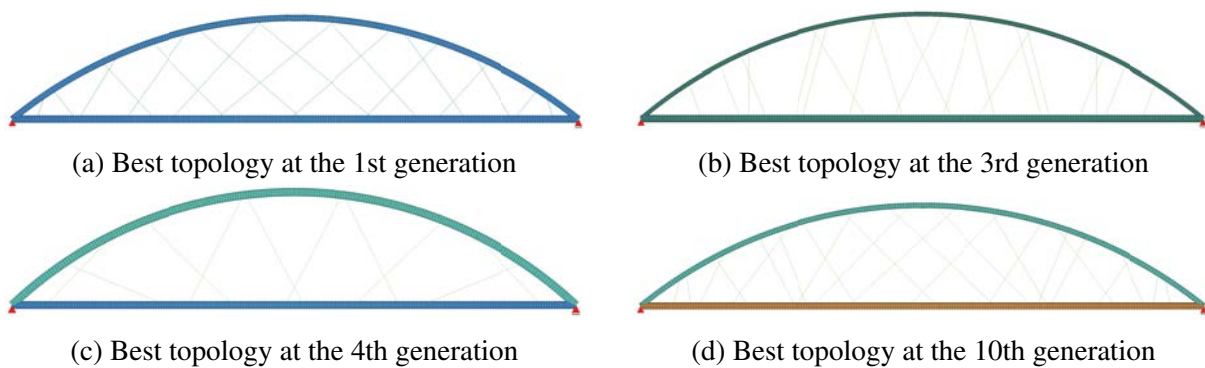 (a) Best topology at the 1st generation
(b) Best topology at the 3rd generation
(c) Best topology at the 4th generation
(d) Best topology at the 10th generation